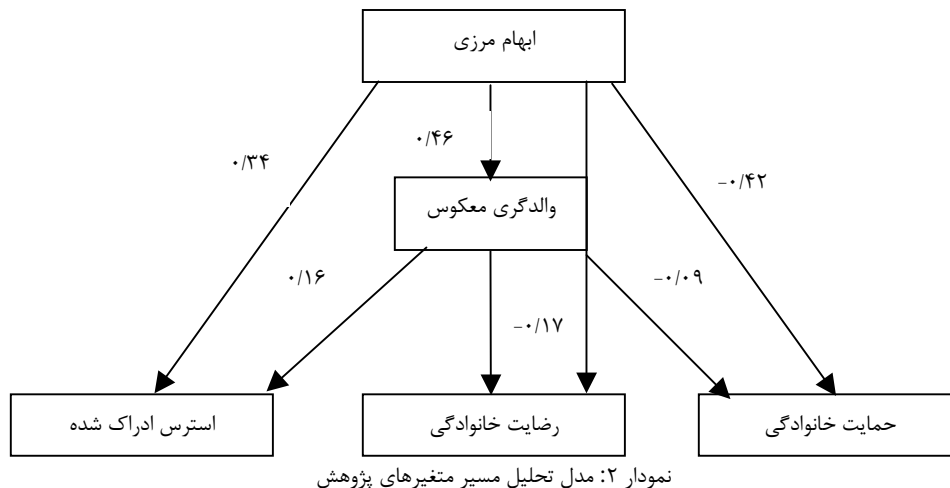 ابهام مرزی
۰/۳۴
۰/۴۶
-۰/۴۲
والدگری معکوس
۰/۱۶
-۰/۱۷
-۰/۰۹
استرس ادراک شده
رضایت خانوادگی
حمایت خانوادگی
نمودار ۲: مدل تحلیل مسیر متغیرهای پژوهش